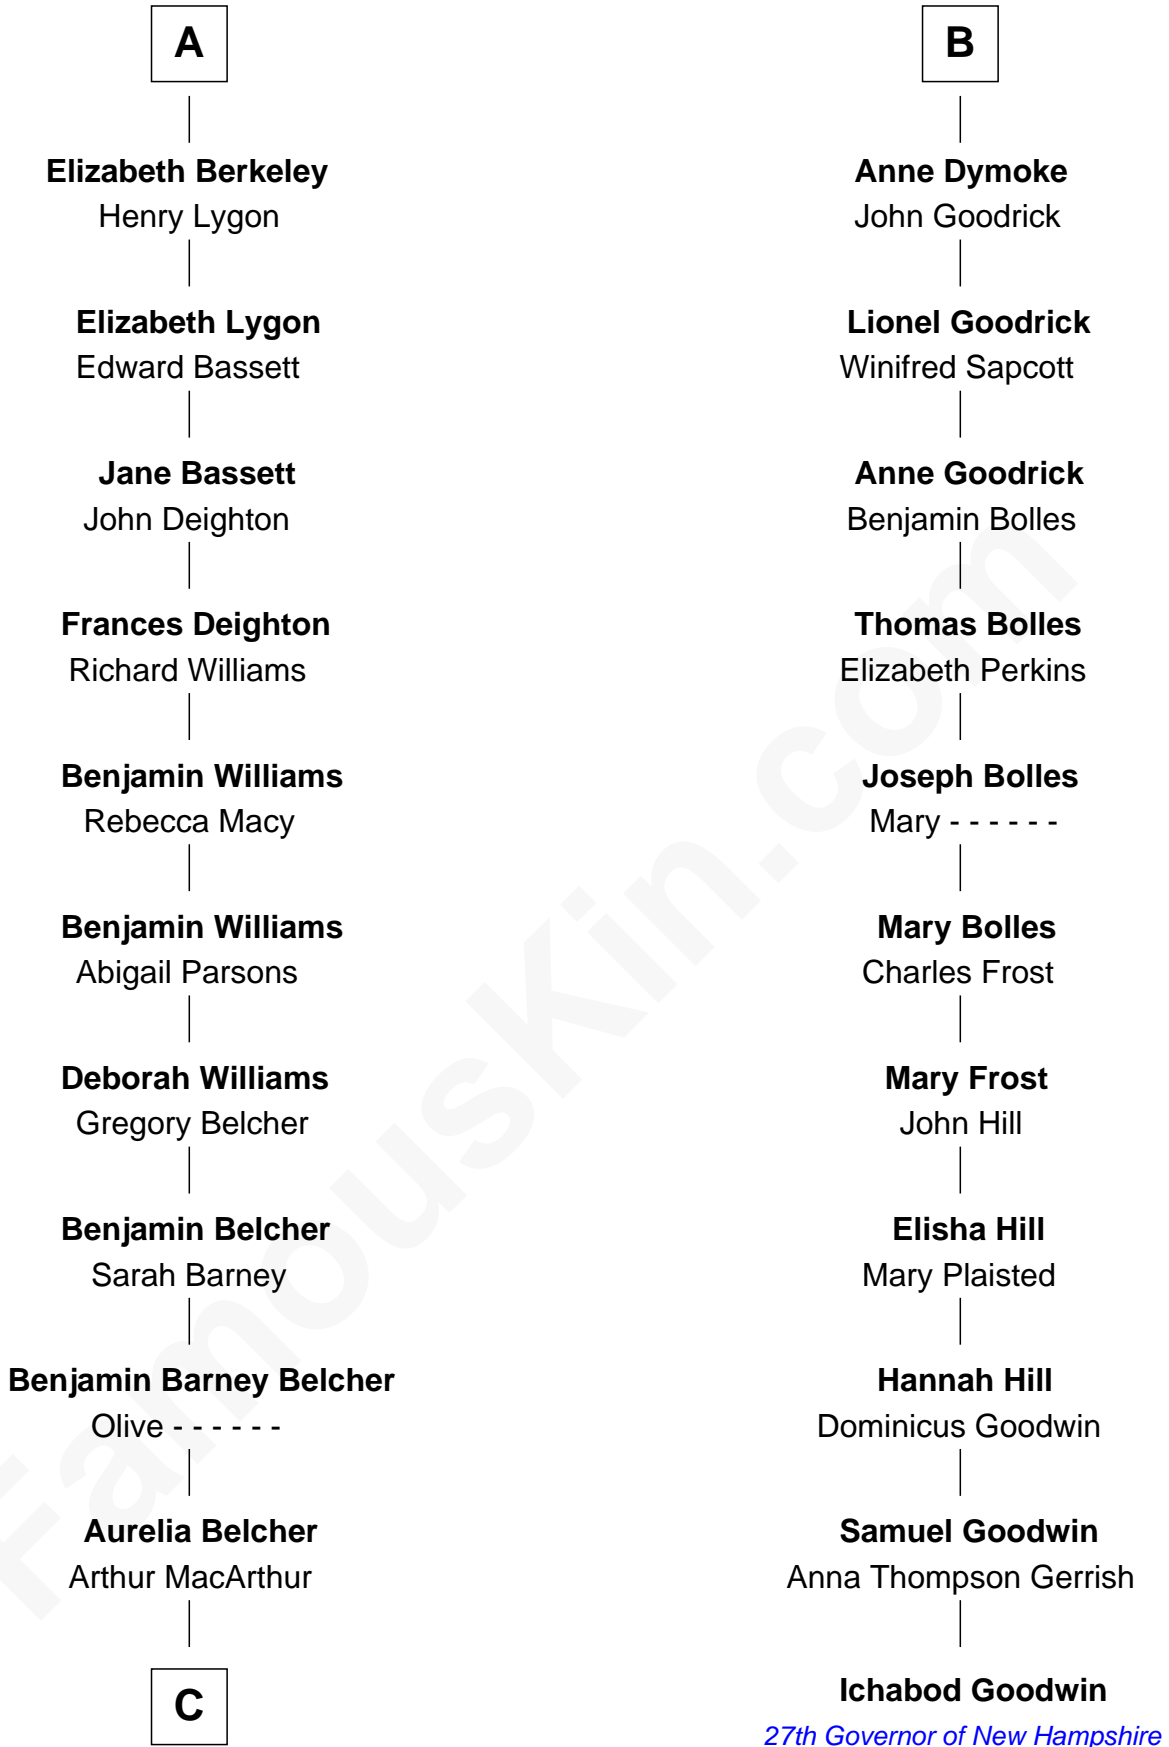 A
Elizabeth Berkeley
Henry Lygon
Elizabeth Lygon
Edward Bassett
Jane Bassett
John Deighton
Frances Deighton
Richard Williams
Benjamin Williams
Rebecca Macy
Benjamin Williams
Abigail Parsons
Deborah Williams
Gregory Belcher
Benjamin Belcher
Sarah Barney
Benjamin Barney Belcher
Olive - - - - - -
Aurelia Belcher
Arthur MacArthur
C
B
Anne Dymoke
John Goodrick
Lionel Goodrick
Winifred Sapcott
Anne Goodrick
Benjamin Bolles
Thomas Bolles
Elizabeth Perkins
Joseph Bolles
Mary - - - - - -
Mary Bolles
Charles Frost
Mary Frost
John Hill
Elisha Hill
Mary Plaisted
Hannah Hill
Dominicus Goodwin
Samuel Goodwin
Anna Thompson Gerrish
Ichabod Goodwin
27th Governor of New Hampshire
FamousKin.com